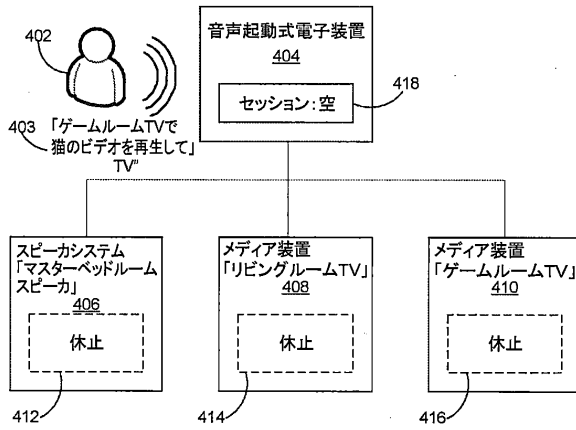 402
音声起動式電子装置
404
セッション:空
418
403
「ゲームルームTVで
猫のビデオを再生して」
TV"
スピーカシステム
「マスターベッドルーム
スピーカ」
406
休止
412
メディア装置
「リビングルームTV」
408
休止
414
メディア装置
「ゲームルームTV」
410
休止
416